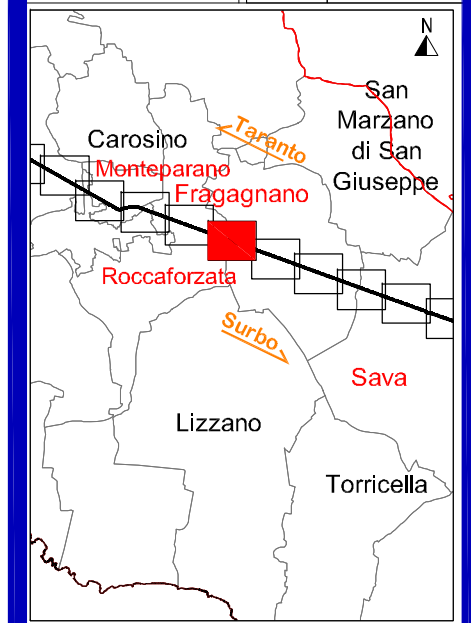 N
San
Marzano
di San
Giuseppe
Taranto
Carosino
Monteparano
Fragagnano
Roccaforzata
Surbo
Sava
Lizzano
Torricella